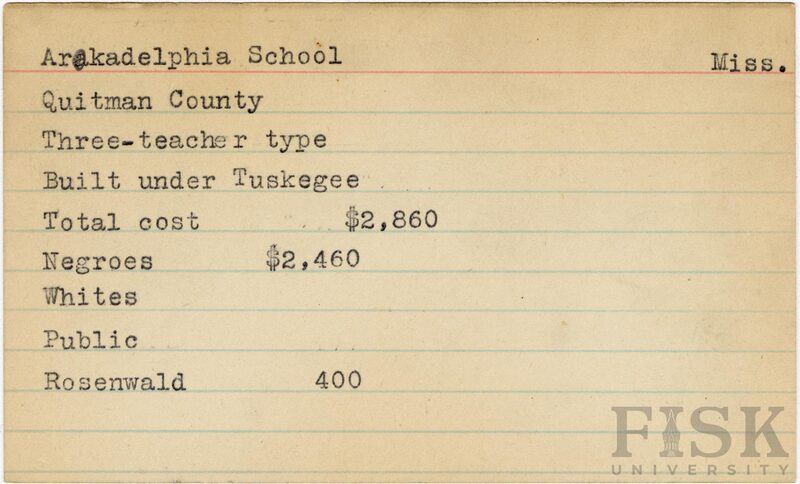 Arakadelphia School Miss.
Quitman County
Three-teacher type
Built under Tuskegee
Total cost $2,860
Negroes $2,460
Whites
Public
Rosenwald 400
FISK
UNIVERSITY